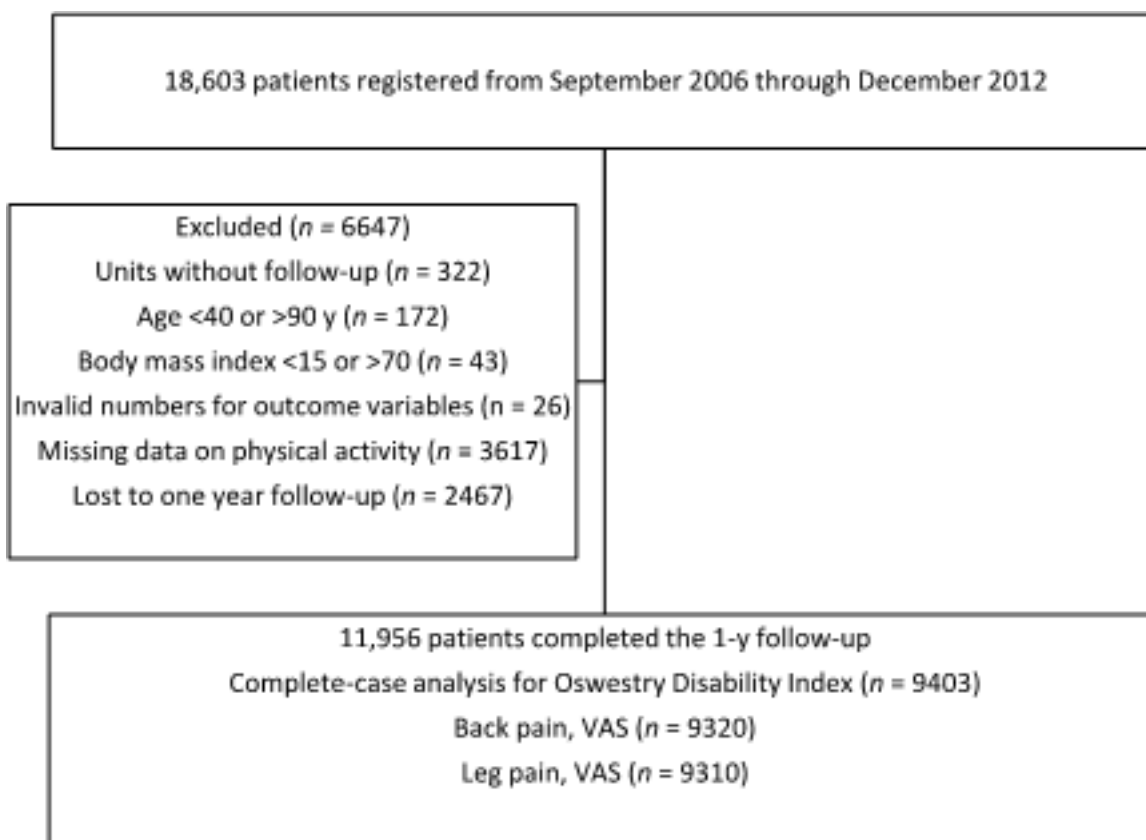 18,603 patients registered from September 2006 through December 2012
Excluded (n = 6647)
Units without follow-up (n = 322)
Age <40 or >90 y (n = 172)
Body mass index <15 or >70 (n = 43)
Invalid numbers for outcome variables (n = 26)
Missing data on physical activity (n = 3617)
Lost to one year follow-up (n = 2467)
11,956 patients completed the 1-y follow-up
Complete-case analysis for Oswestry Disability Index (n = 9403)
Back pain, VAS (n = 9320)
Leg pain, VAS (n = 9310)